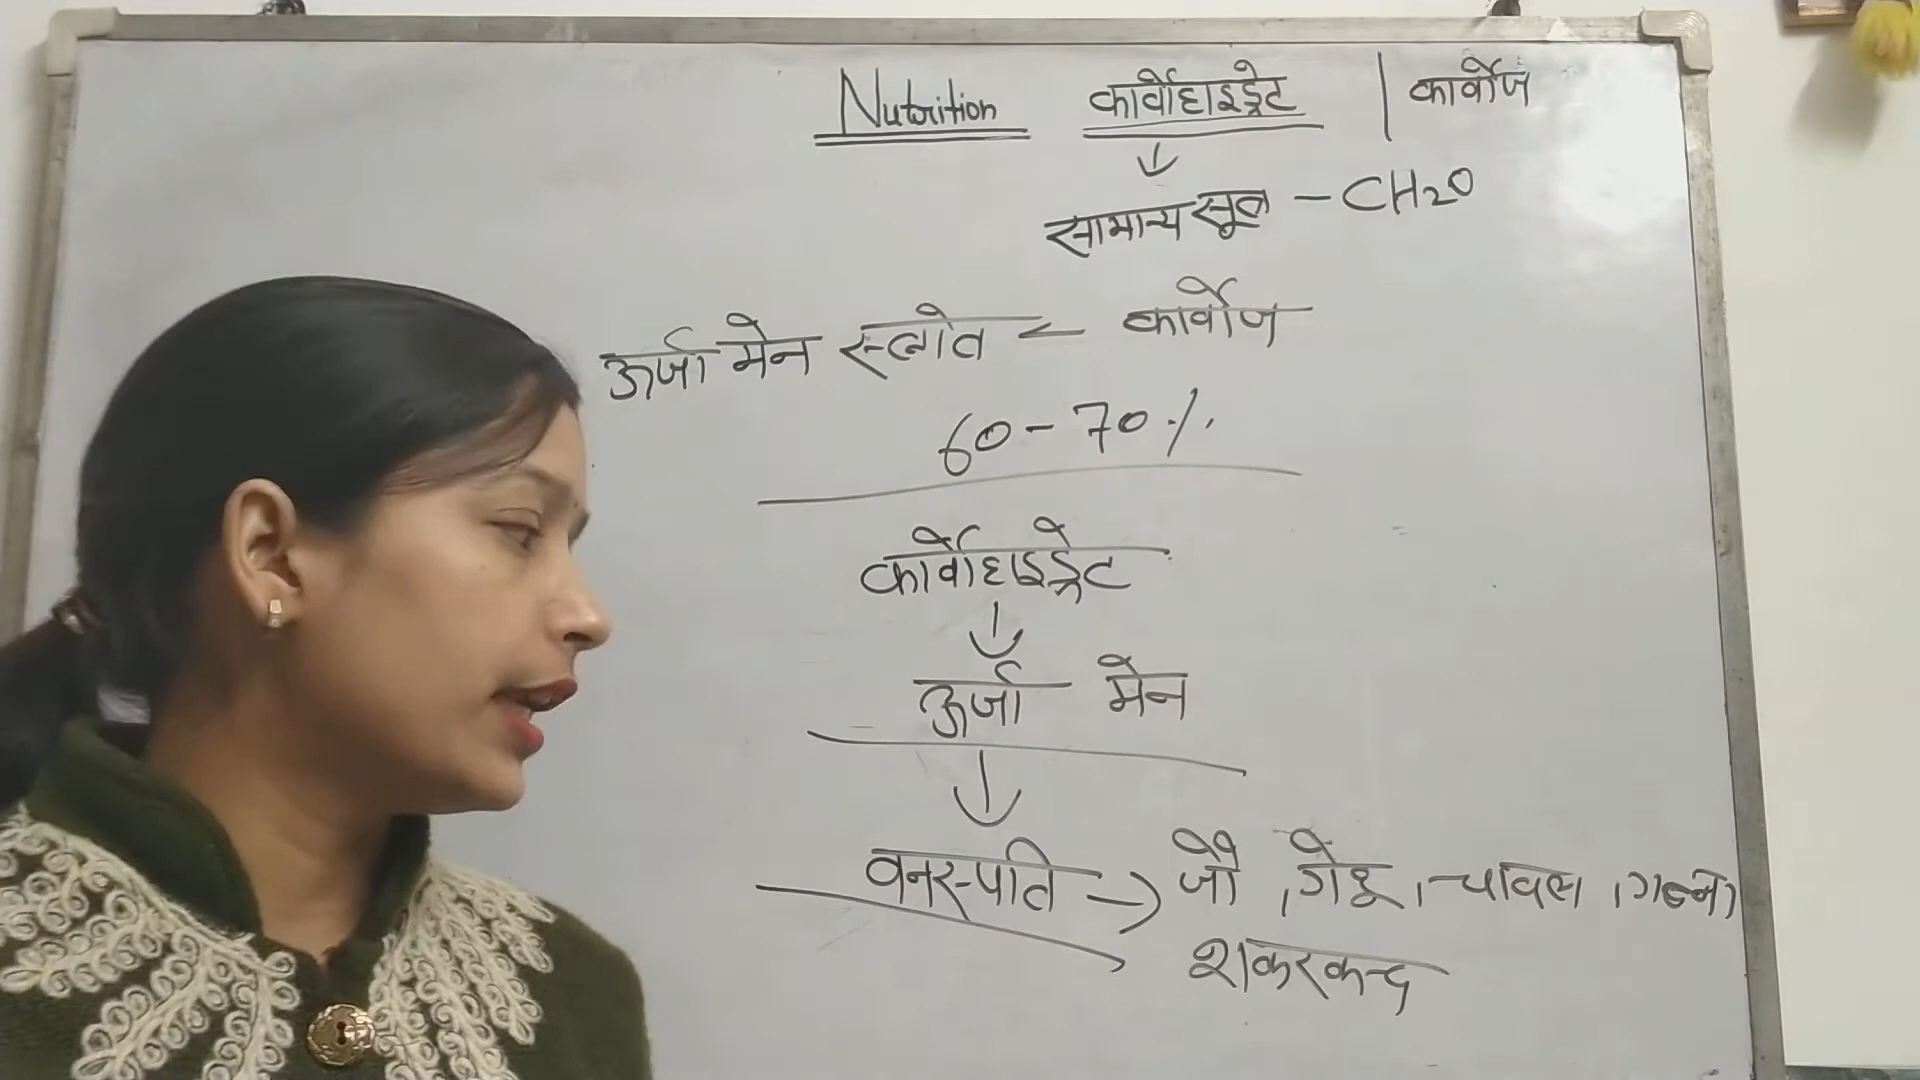 Nutrition कार्वोहाइड्रेट | कार्वोज
सामान्य सूत्र – CH₂O
ऊर्जा मेन स्त्रोत – कार्वोज
60 – 70 %
कार्वोहाइड्रेट
↓
ऊर्जा मेन
↓
वनस्पति → जौ , गेहू , चावल , गन्ना
शकरकन्द